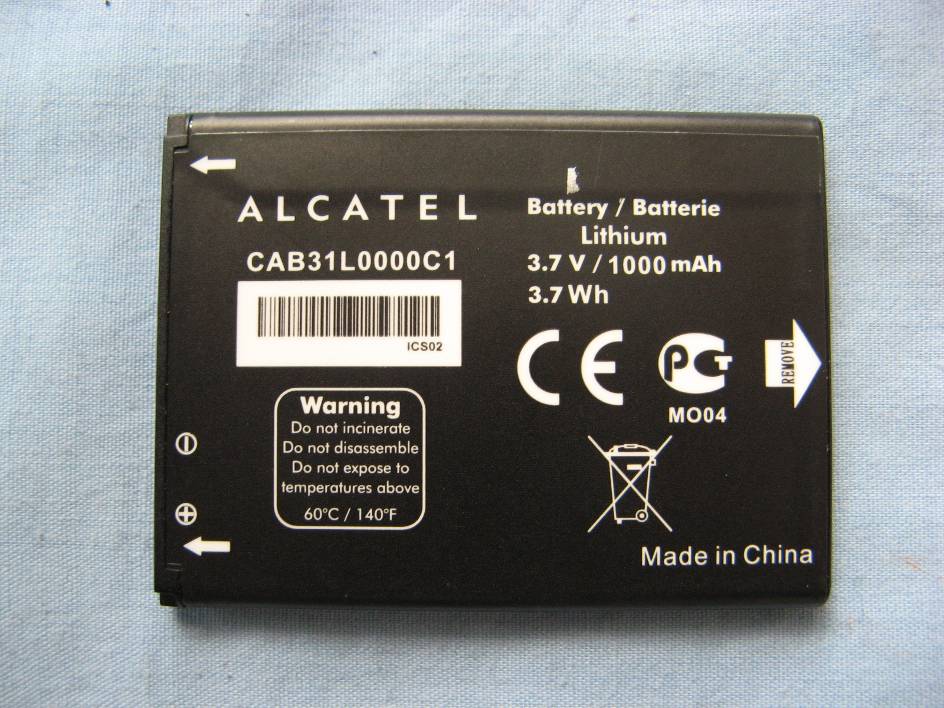 ALCATEL
CAB31L0000C1
ICS02
Warning
Do not incinerate
Do not disassemble
Do not expose to
temperatures above
60°C / 140°F
Battery / Batterie
Lithium
3.7 V / 1000 mAh
3.7 Wh
CE
РСТ
MO04
REMOVE
Made in China